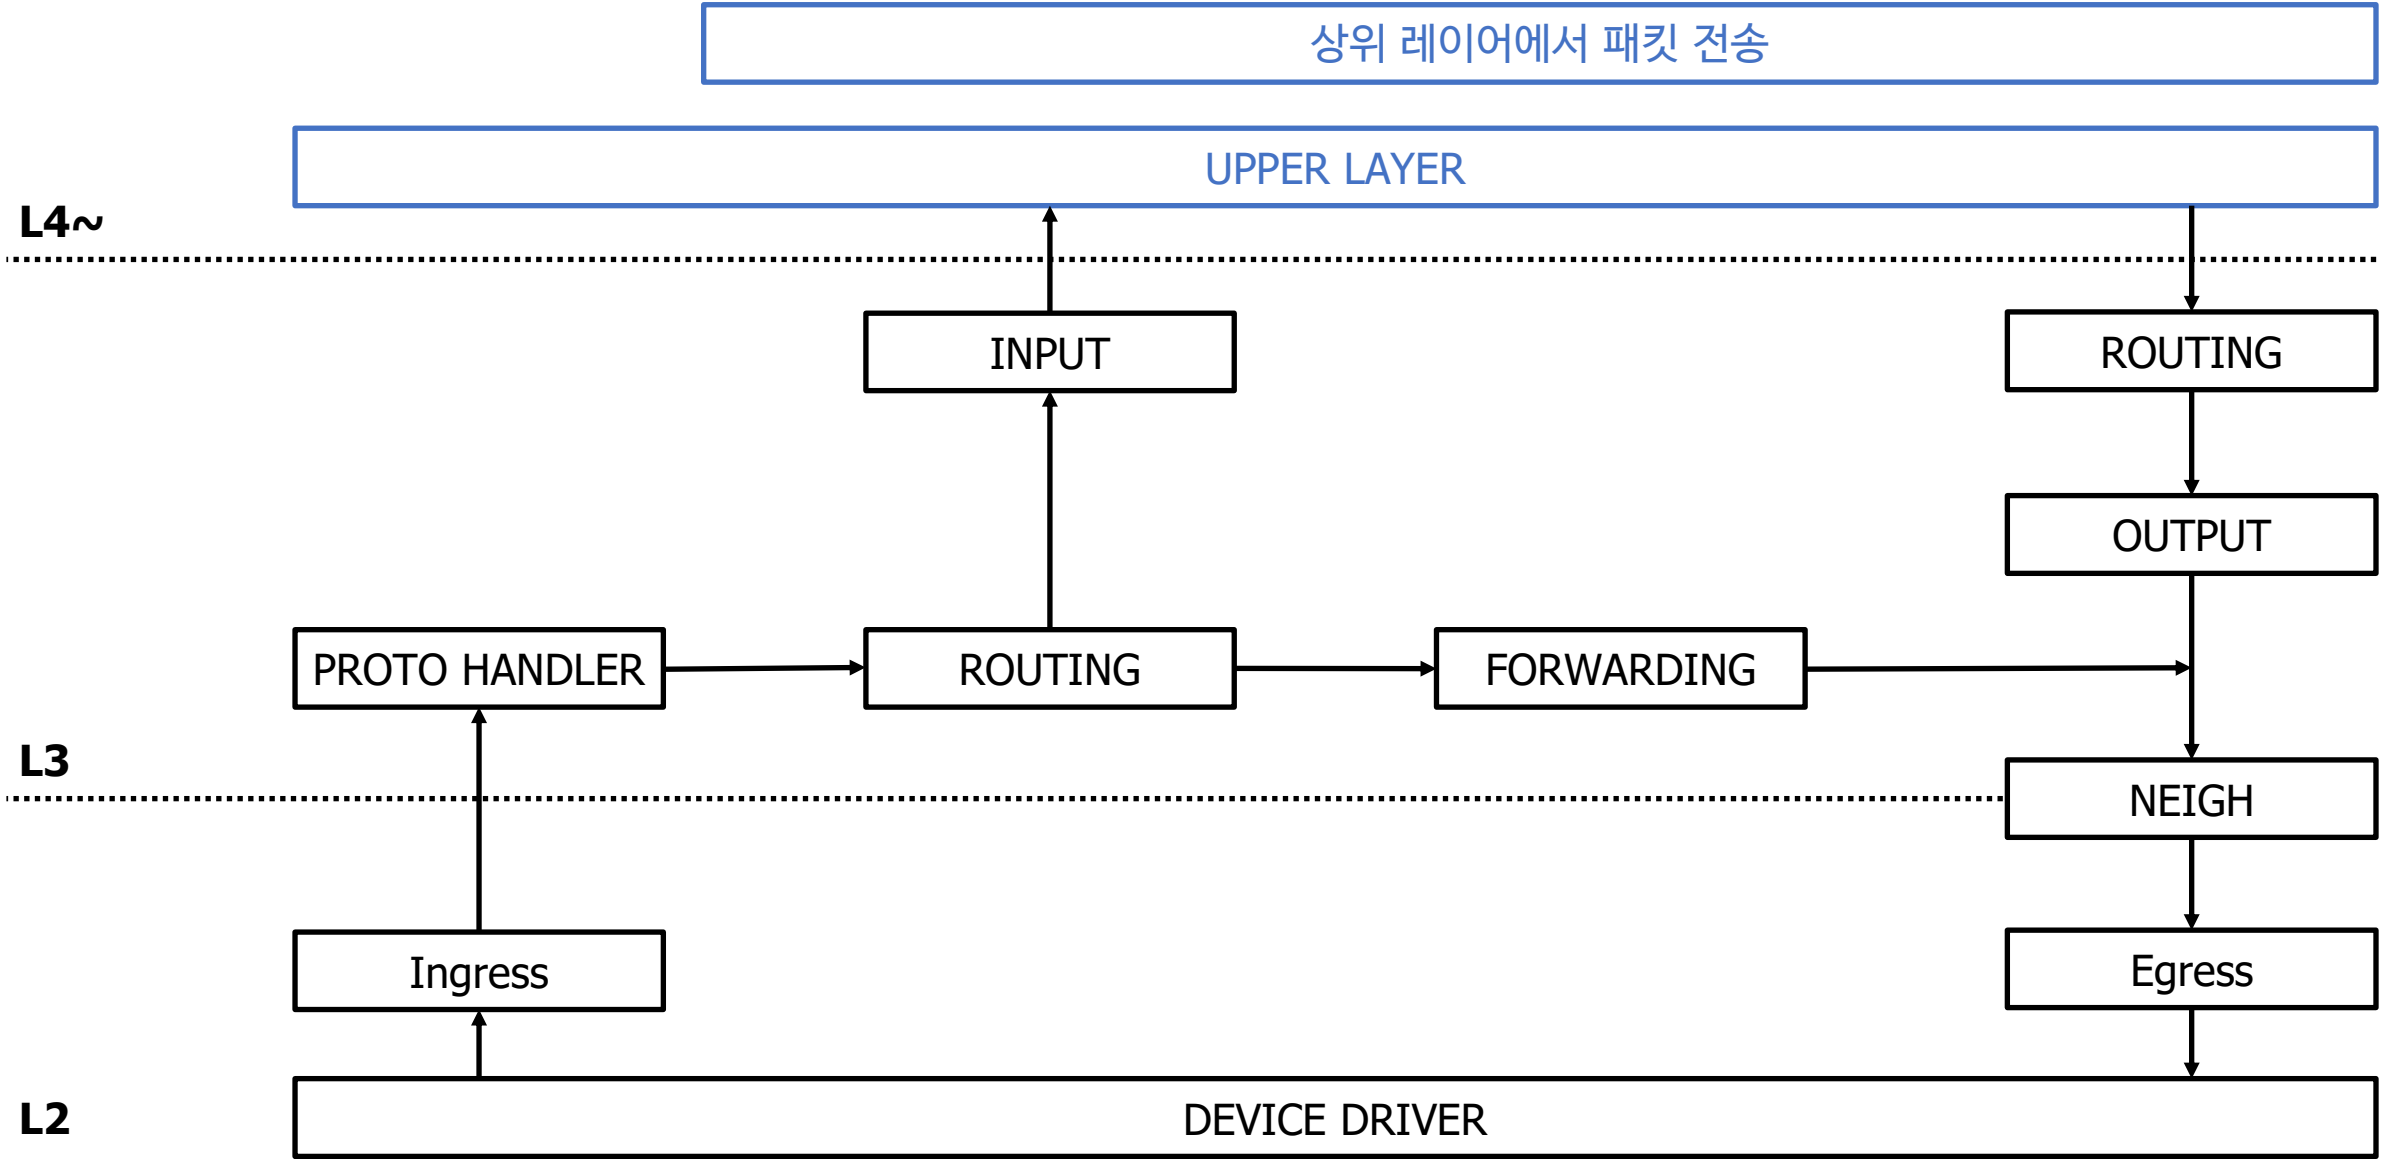 상위 레이어에서 패킷 전송
UPPER LAYER
L4~
INPUT
ROUTING
OUTPUT
PROTO HANDLER
ROUTING
FORWARDING
L3
NEIGH
Ingress
Egress
L2
DEVICE DRIVER